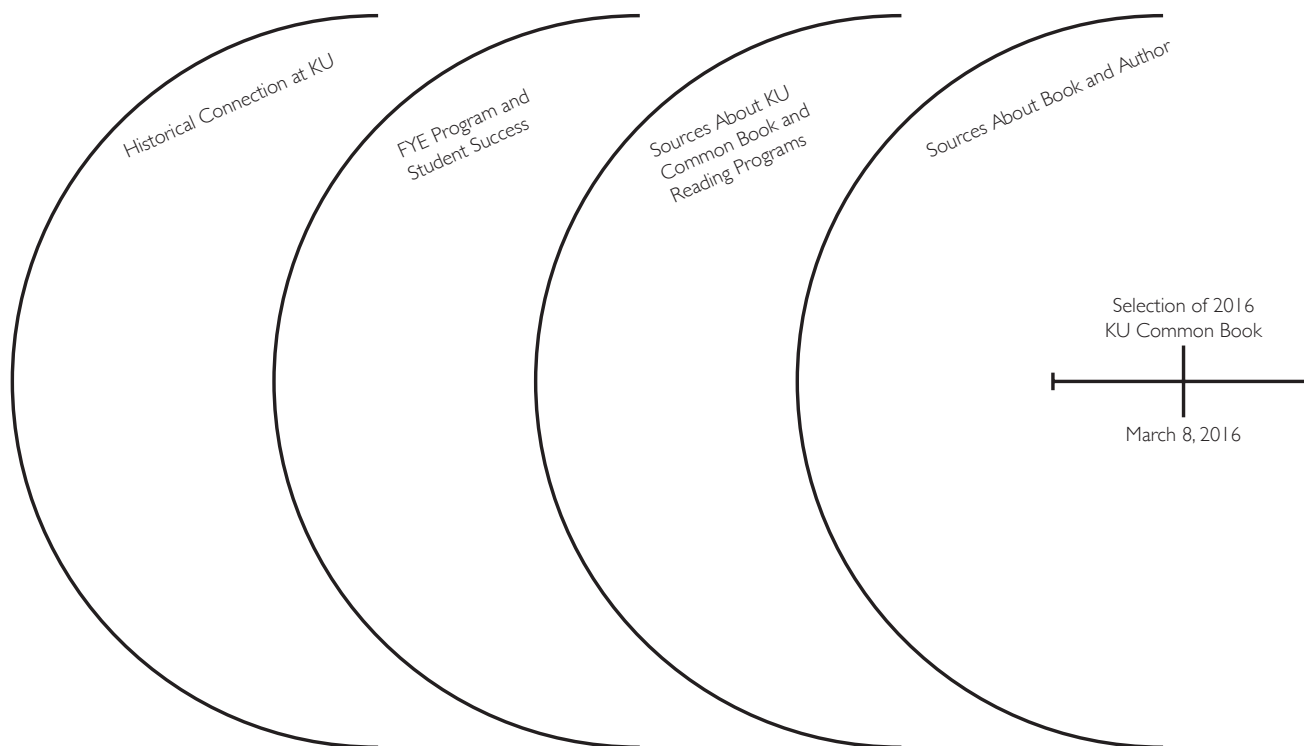 Historical Connection at KU
FYE Program and
Student Success
Sources About KU
Common Book and
Reading Programs
Sources About Book and Author
Selection of 2016
KU Common Book
March 8, 2016